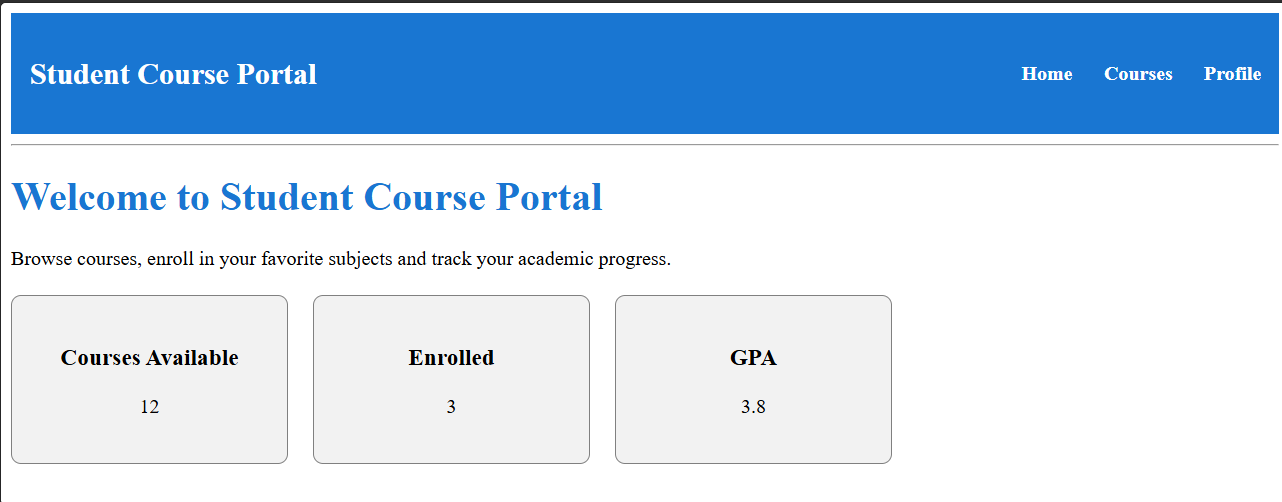 Student Course Portal
Home Courses Profile
Welcome to Student Course Portal
Browse courses, enroll in your favorite subjects and track your academic progress.
Courses Available
12
Enrolled
3
GPA
3.8